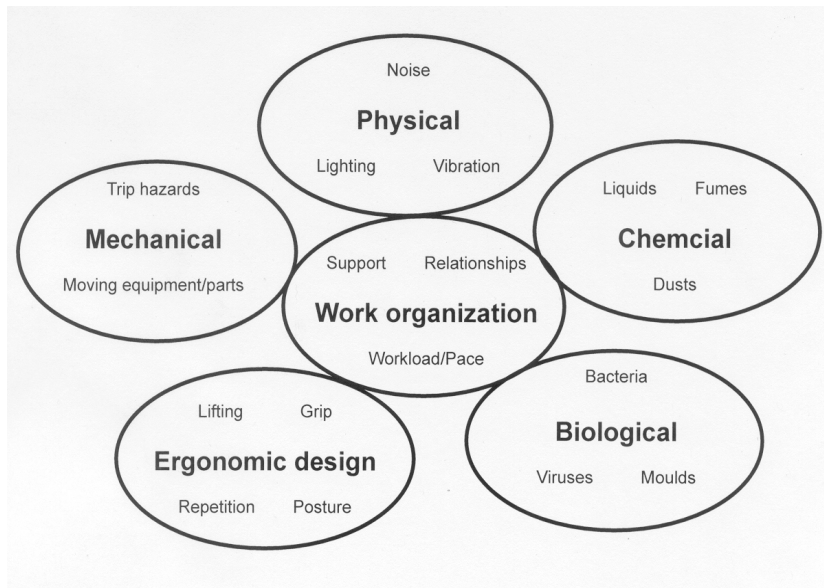 Noise
Physical
Lighting Vibration
Trip hazards
Mechanical
Moving equipment/parts
Liquids Fumes
Chemcial
Dusts
Support Relationships
Work organization
Workload/Pace
Lifting Grip
Ergonomic design
Repetition Posture
Bacteria
Biological
Viruses Moulds